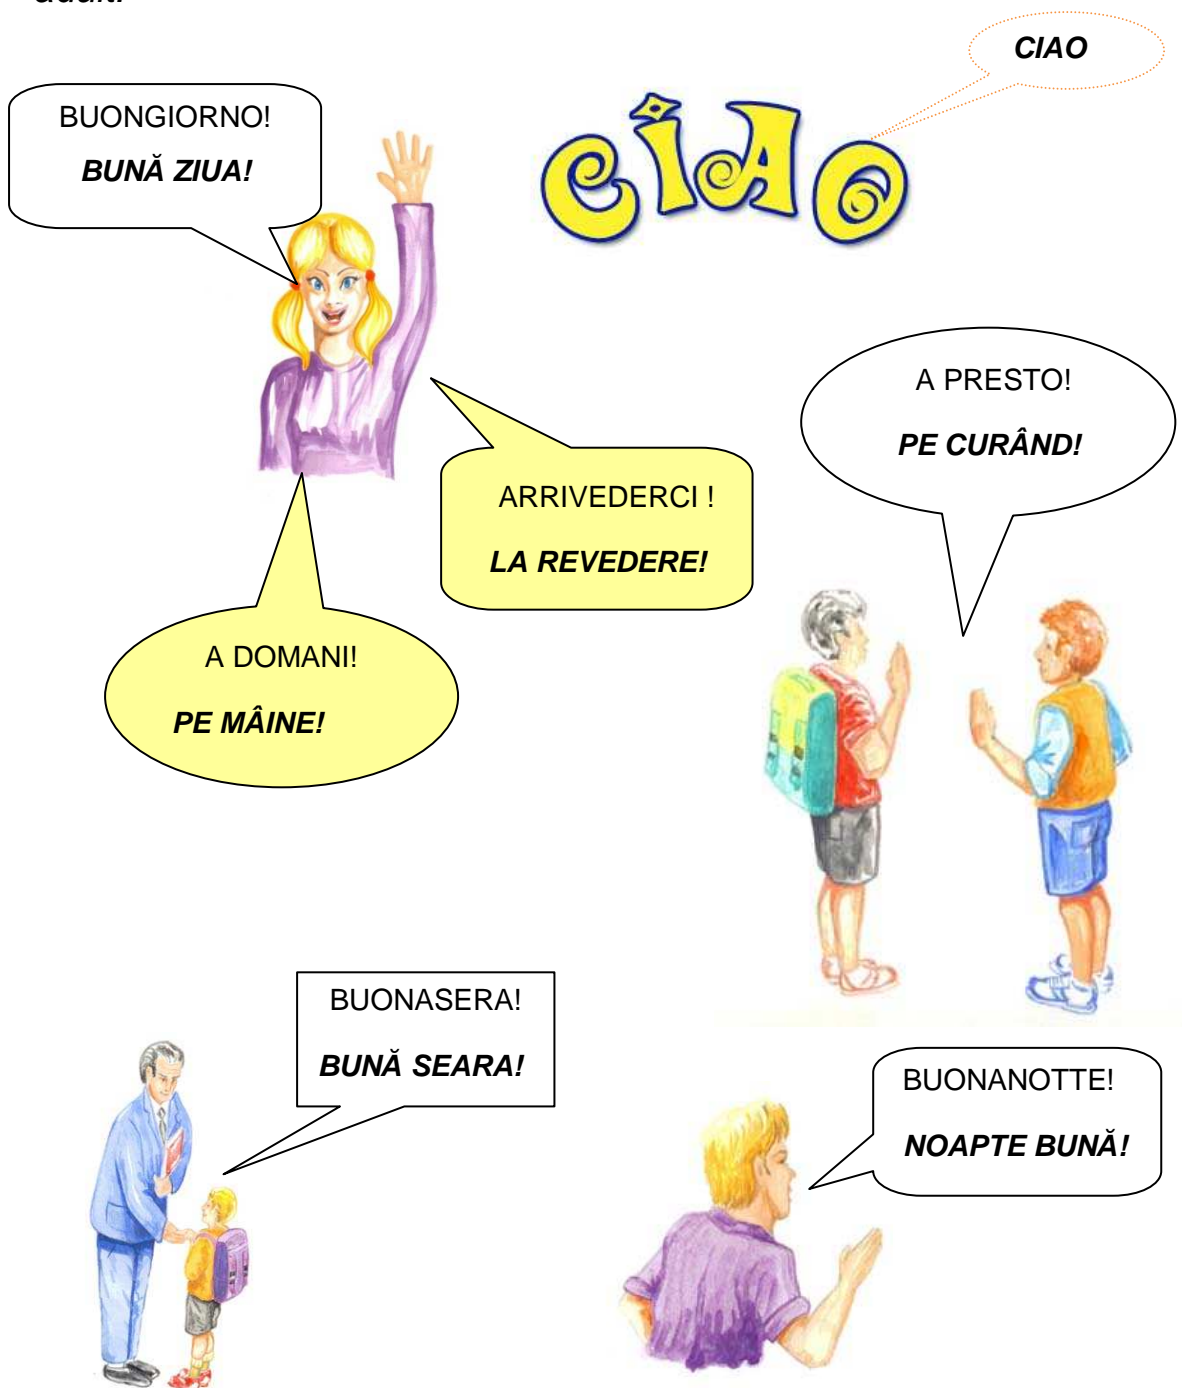 CIAO
BUONGIORNO!
BUNĂ ZIUA!
CIAO
A PRESTO!
PE CURÂND!
ARRIVEDERCI !
LA REVEDERE!
A DOMANI!
PE MÂINE!
BUONASERA!
BUNĂ SEARA!
BUONANOTTE!
NOAPTE BUNĂ!